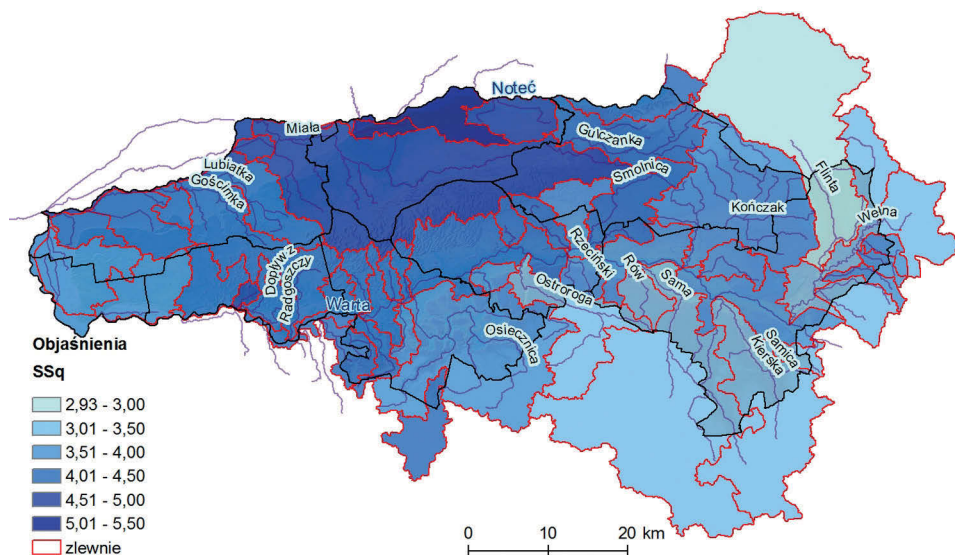 Noteć
Miała
Gulczanka
Lubiatka
Gościmka
Smolnica
Flinta
Kończak
Wełna
Dopływ z
Radgoszczy
Rzeciński
Rów
Sama
Ostroroga
Warta
Osiecznica
Samica
Kierska
Objaśnienia
SSq
2,93 - 3,00
3,01 - 3,50
3,51 - 4,00
4,01 - 4,50
4,51 - 5,00
5,01 - 5,50
zlewnie
0 10 20 km